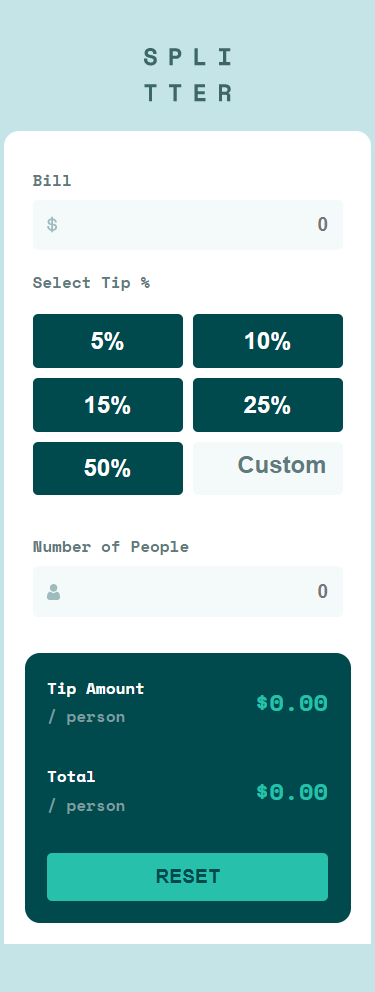 SPLI
TTER
Bill
$ 0
Select Tip %
5% 10%
15% 25%
50% Custom
Number of People
0
Tip Amount
/ person
$0.00
Total
/ person
$0.00
RESET